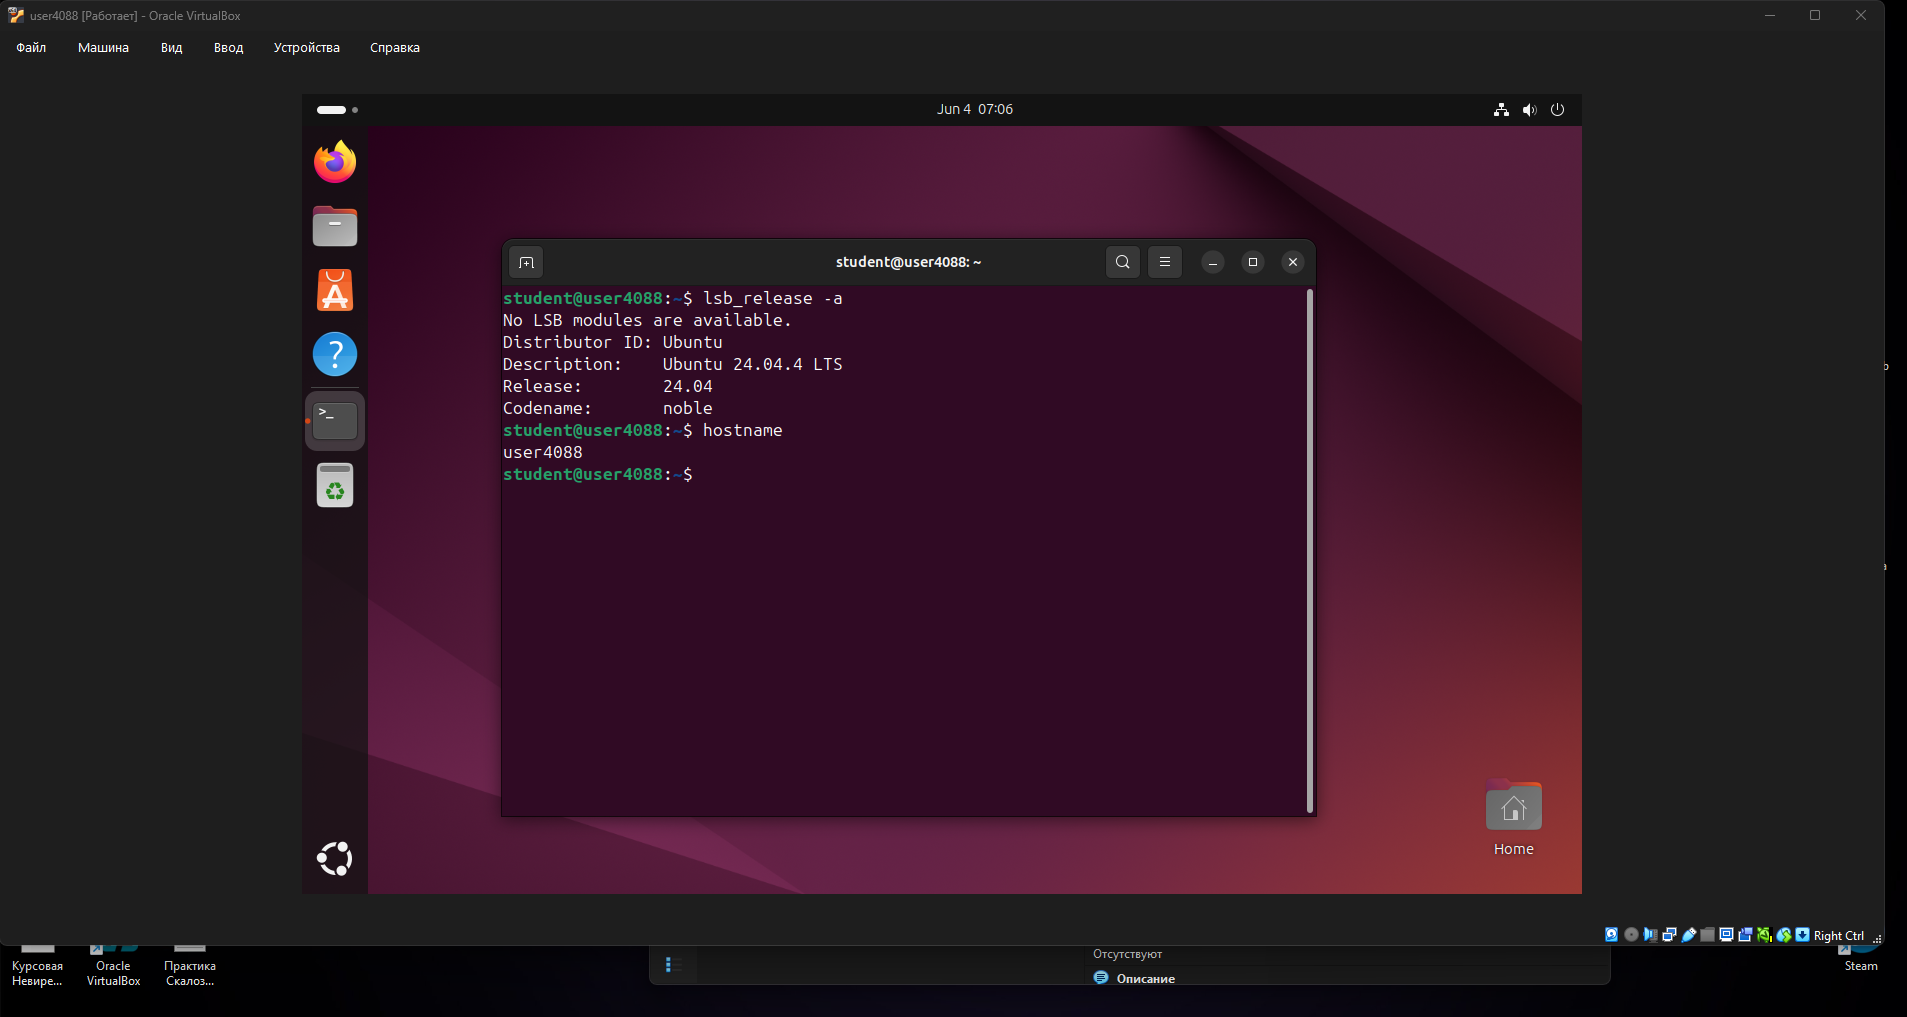 user4088 [Работает] - Oracle VirtualBox
Файл Машина Вид Ввод Устройства Справка
Jun 4 07:06
student@user4088: ~
student@user4088:~$ lsb_release -a
No LSB modules are available.
Distributor ID: Ubuntu
Description: Ubuntu 24.04.4 LTS
Release: 24.04
Codename: noble
student@user4088:~$ hostname
user4088
student@user4088:~$
Home
Right Ctrl
Курсовая
Невире...
Oracle
VirtualBox
Практика
Скалоз...
Отсутствуют
Описание
Steam